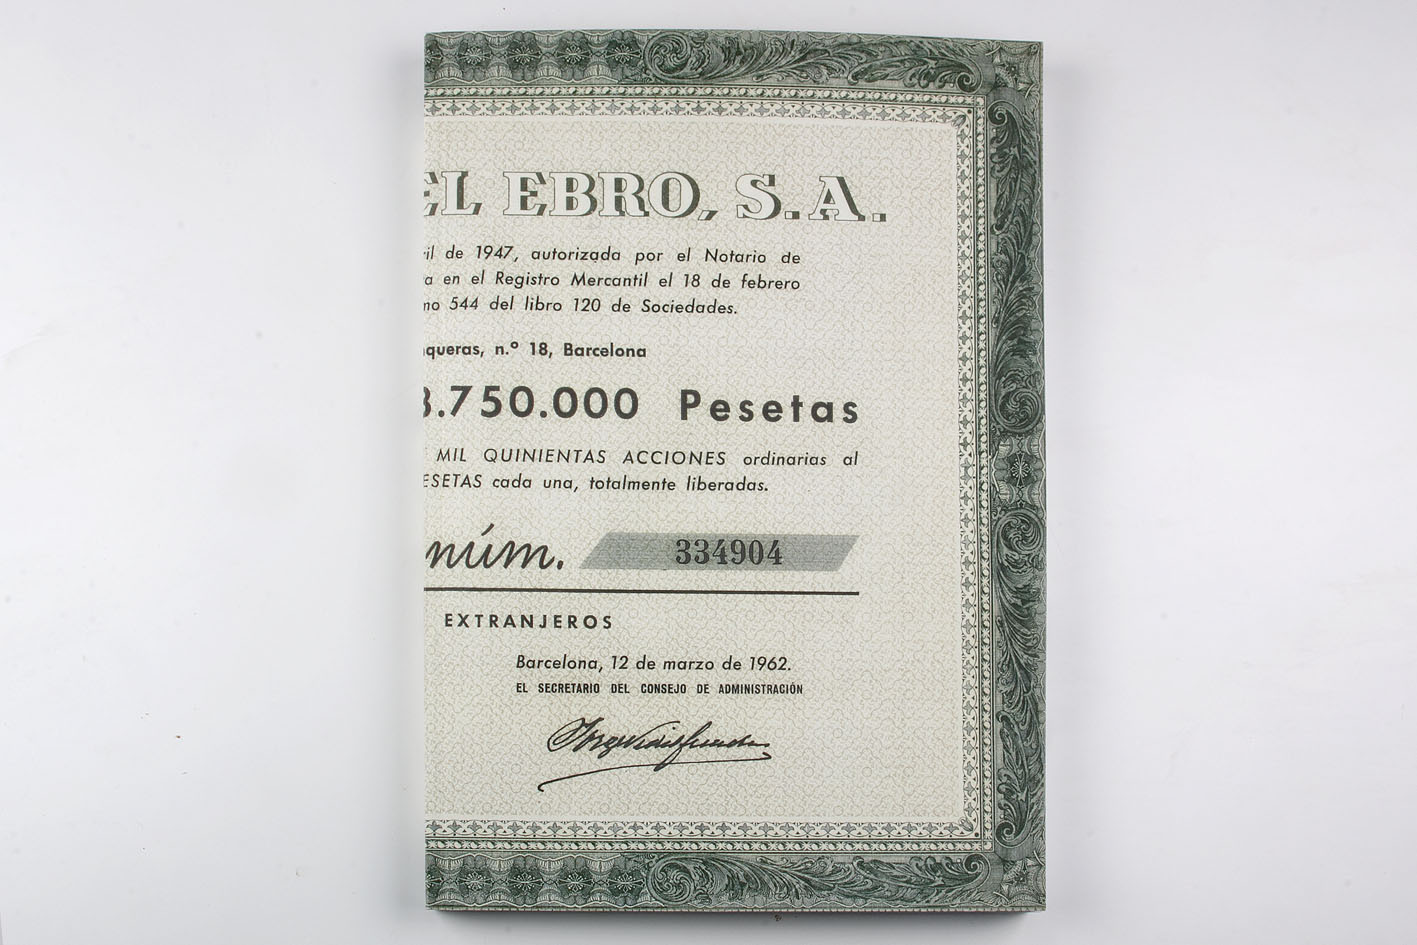 EL EBRO, S.A.
de 1947, autorizada por el Notario de
en el Registro Mercantil el 18 de febrero
544 del libro 120 de Sociedades.
n.º 18, Barcelona
.750.000 Pesetas
MIL QUINIENTAS ACCIONES ordinarias al
cada una, totalmente liberadas.
núm. 334904
EXTRANJEROS
Barcelona, 12 de marzo de 1962.
EL SECRETARIO DEL CONSEJO DE ADMINISTRACIÓN